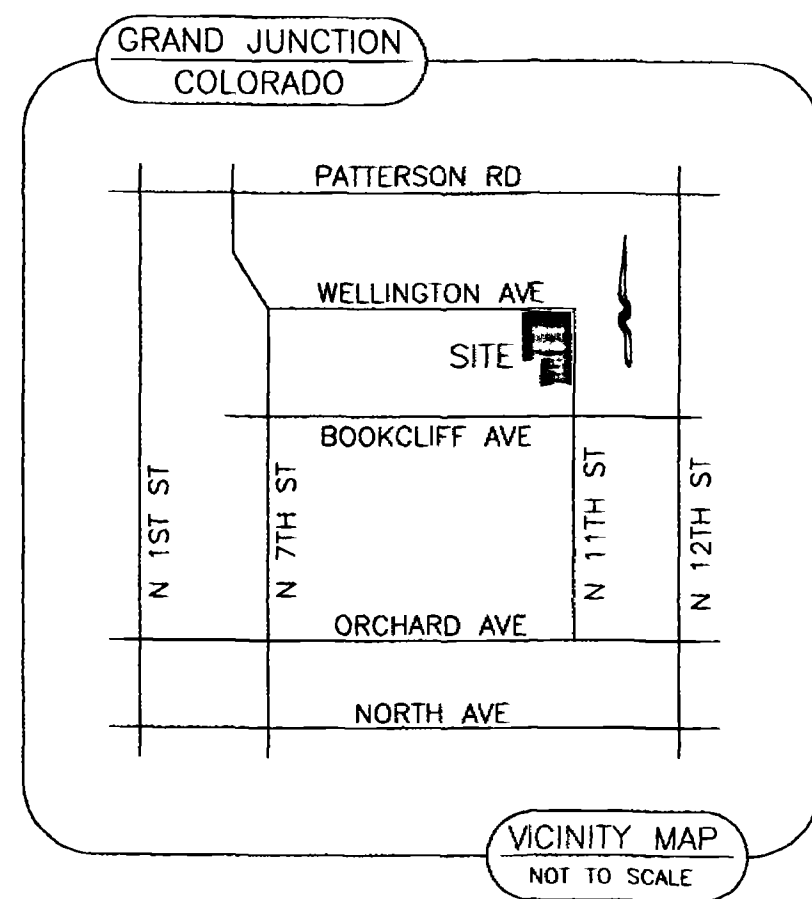 GRAND JUNCTION
COLORADO
PATTERSON RD
WELLINGTON AVE
SITE
BOOKCLIFF AVE
N 1ST ST
N 7TH ST
N 11TH ST
N 12TH ST
ORCHARD AVE
NORTH AVE
VICINITY MAP
NOT TO SCALE